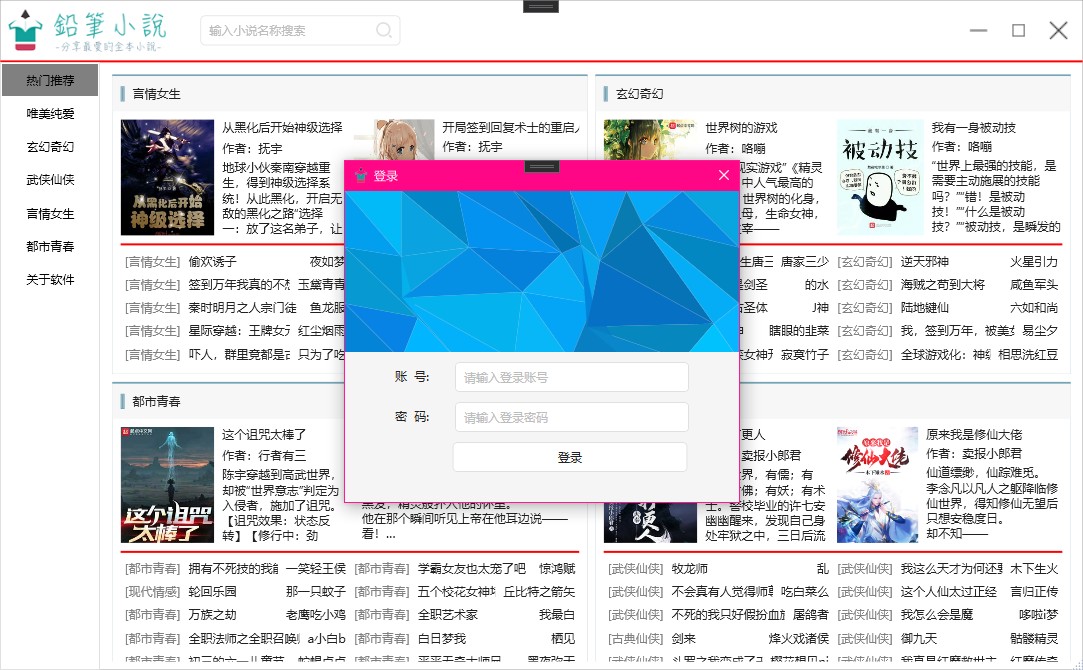 鉛筆小說
-分享最爱的全本小说-
输入小说名称搜索
热门推荐
唯美纯爱
玄幻奇幻
武侠仙侠
言情女生
都市青春
关于软件
言情女生
从黑化后开始神级选择
作者：抚宇
地球小伙秦南穿越重
生，得到神级选择系
统！从此黑化，开启无
敌的黑化之路“选择
一：放了这名弟子，让
从黑化后开始
神级选择
开局签到回复术士的重启人
作者：抚宇
[言情女生] 偷欢诱子 夜如梦
[言情女生] 签到万年我真的不想 玉蘩青青
[言情女生] 秦时明月之人宗门徒 鱼龙服
[言情女生] 星际穿越：王牌女子 红尘烟雨
[言情女生] 吓人，群里竟都是古 只为了吃
玄幻奇幻
世界树的游戏
作者：咯嘣
现实游戏”《精灵
中人气最高的
世界树的化身，
母，生命女神，
宰——
我有一身被动技
作者：咯嘣
“世界上最强的技能，是
需要主动施展的技能
吗？”“错！是被动
技！”“什么是被动
技？”“被动技，是瞬发的
被动技
生唐三 唐家三少 [玄幻奇幻] 逆天邪神 火星引力
是剑圣 的水 [玄幻奇幻] 海贼之苟到大将 咸鱼军头
古圣体 J神 [玄幻奇幻] 陆地键仙 六如和尚
瞎眼的韭菜 [玄幻奇幻] 我，签到万年，被美女 易尘夕
女神 寂寞竹子 [玄幻奇幻] 全球游戏化：神级 相思洗红豆
登录
账 号: 请输入登录账号
密 码: 请输入登录密码
登录
都市青春
这个诅咒太棒了
作者：行者有三
陈宇穿越到高武世界，
却被“世界意志”判定为
入侵者，施加了诅咒。
【诅咒效果：状态反
转】【修行中：劲
这个诅咒
太棒了
他在那个瞬间听见上帝在他耳边说——
看！...
[都市青春] 拥有不死技的我能 一笑轻王侯 [都市青春] 学霸女友也太宠了吧 惊鸿赋
[现代情感] 轮回乐园 那一只蚊子 [都市青春] 五个校花女神 丘比特之箭矢
[都市青春] 万族之劫 老鹰吃小鸡 [都市青春] 全职艺术家 我最白
[都市青春] 全职法师之全职召唤 a小白b [都市青春] 白日梦我 栖见
更人
卖报小郎君
界，有儒；有
佛；有妖；有术
士。警校毕业的许七安
幽幽醒来，发现自己身
处牢狱之中，三日后流
原来我是修仙大佬
作者：卖报小郎君
仙道缥缈，仙踪难觅。
李念凡以凡人之躯降临修
仙世界，得知修仙无望后
只想安稳度日。
却不知——
修仙大佬
[武侠仙侠] 牧龙师 乱 [武侠仙侠] 我这么天才为何还要 木下生火
[武侠仙侠] 不会真有人觉得师尊 吃白菜么 [武侠仙侠] 这个人仙太过正经 言归正传
[武侠仙侠] 不死的我只好假扮血族 屠鸽者 [武侠仙侠] 我怎么会是魔 哆啦梦
[古典仙侠] 剑来 烽火戏诸侯 [武侠仙侠] 御九天 骷髅精灵